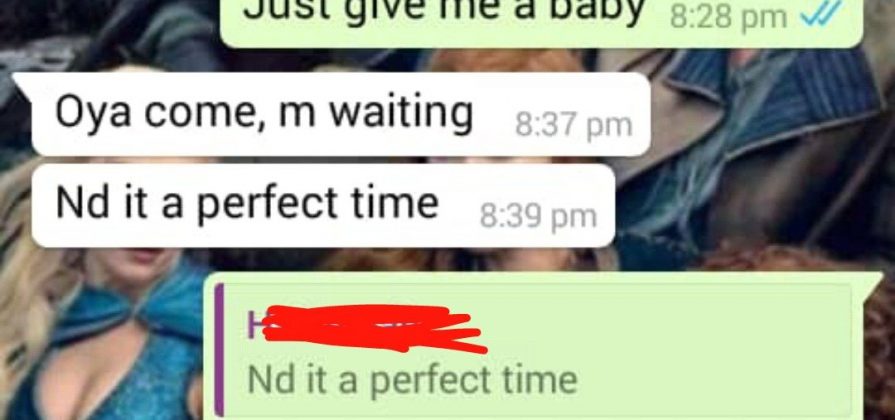 Just give me a baby 8:28 pm
Oya come, m waiting 8:37 pm
Nd it a perfect time 8:39 pm
Nd it a perfect time